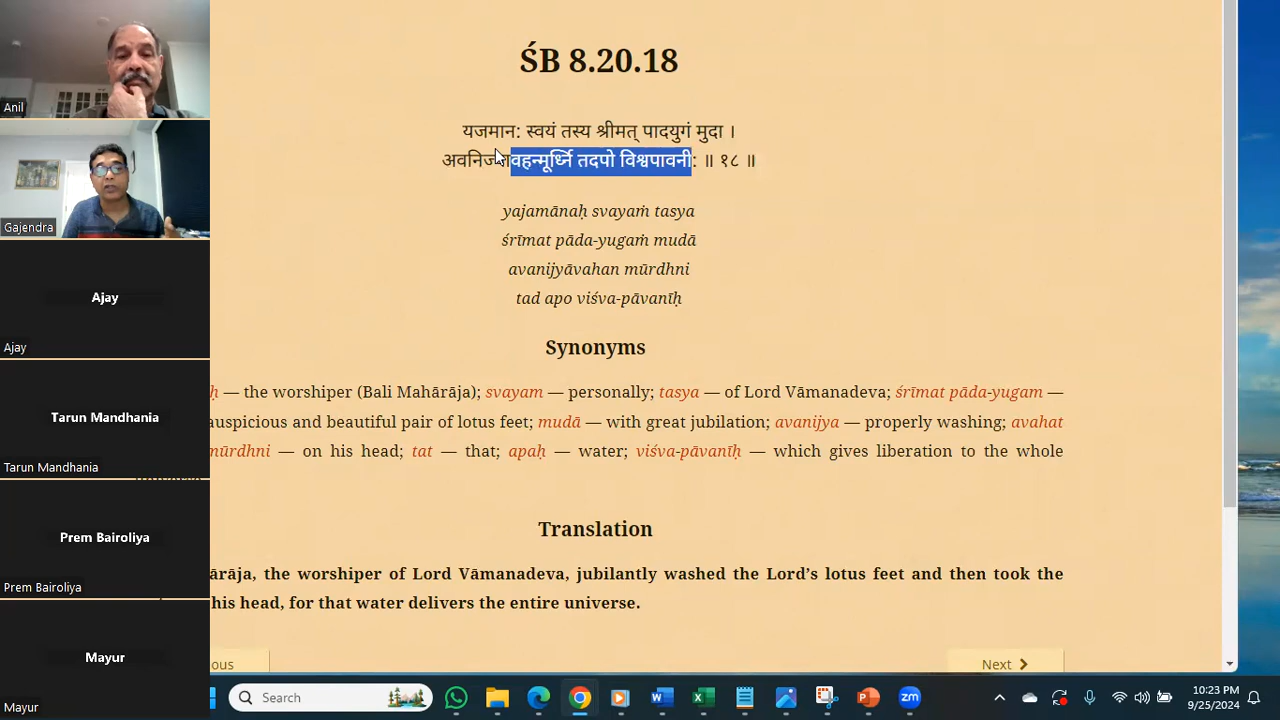 ŚB 8.20.18
यजमान: स्वयं तस्य श्रीमत् पादयुगं मुदा ।
वहन्मूर्ध्नि तदपो विश्वपावनी: ॥ १८ ॥
yajamānaḥ svayaṁ tasya
śrīmat pāda-yugaṁ mudā
avanijyāvahan mūrdhni
tad apo viśva-pāvanīḥ
Synonyms
ḥ — the worshiper (Bali Mahārāja); svayam — personally; tasya — of Lord Vāmanadeva; śrīmat pāda-yugam —
auspicious and beautiful pair of lotus feet; mudā — with great jubilation; avanijya — properly washing; avahat
mūrdhni — on his head; tat — that; apaḥ — water; viśva-pāvanīḥ — which gives liberation to the whole
Translation
ārāja, the worshiper of Lord Vāmanadeva, jubilantly washed the Lord’s lotus feet and then took the
his head, for that water delivers the entire universe.
ous
Next
Anil
Gajendra
Ajay
Ajay
Tarun Mandhania
Tarun Mandhania
Prem Bairoliya
Prem Bairoliya
Mayur
Mayur
Search
zm
10:23 PM
9/25/2024